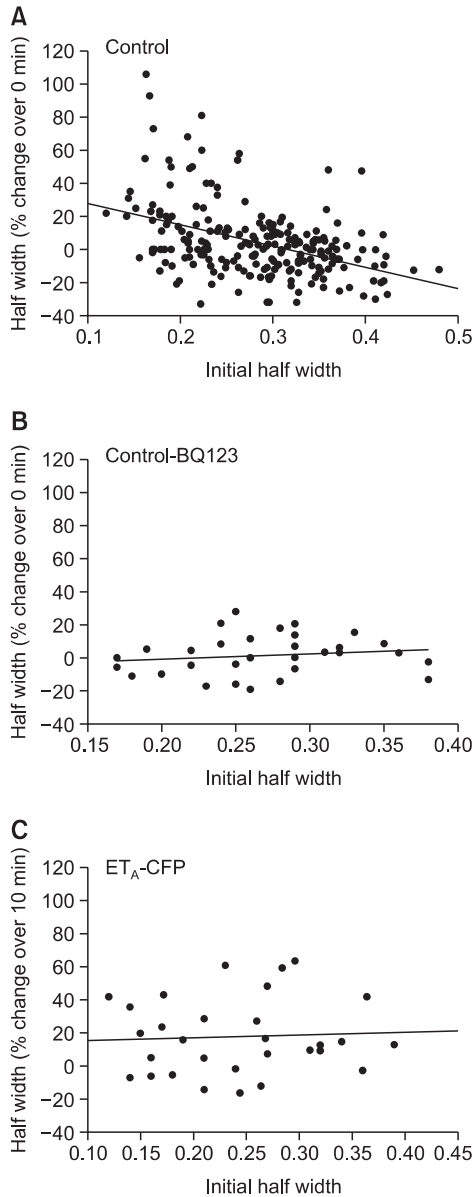 A
Control
Half width (% change over 0 min)
120
100
80
60
40
20
0
−20
−40
0.1 0.2 0.3 0.4 0.5
Initial half width
B
Control-BQ123
Half width (% change over 0 min)
120
100
80
60
40
20
0
−20
−40
0.15 0.20 0.25 0.30 0.35 0.40
Initial half width
C
ETA-CFP
Half width (% change over 10 min)
120
100
80
60
40
20
0
−20
−40
0.10 0.15 0.20 0.25 0.30 0.35 0.40 0.45
Initial half width